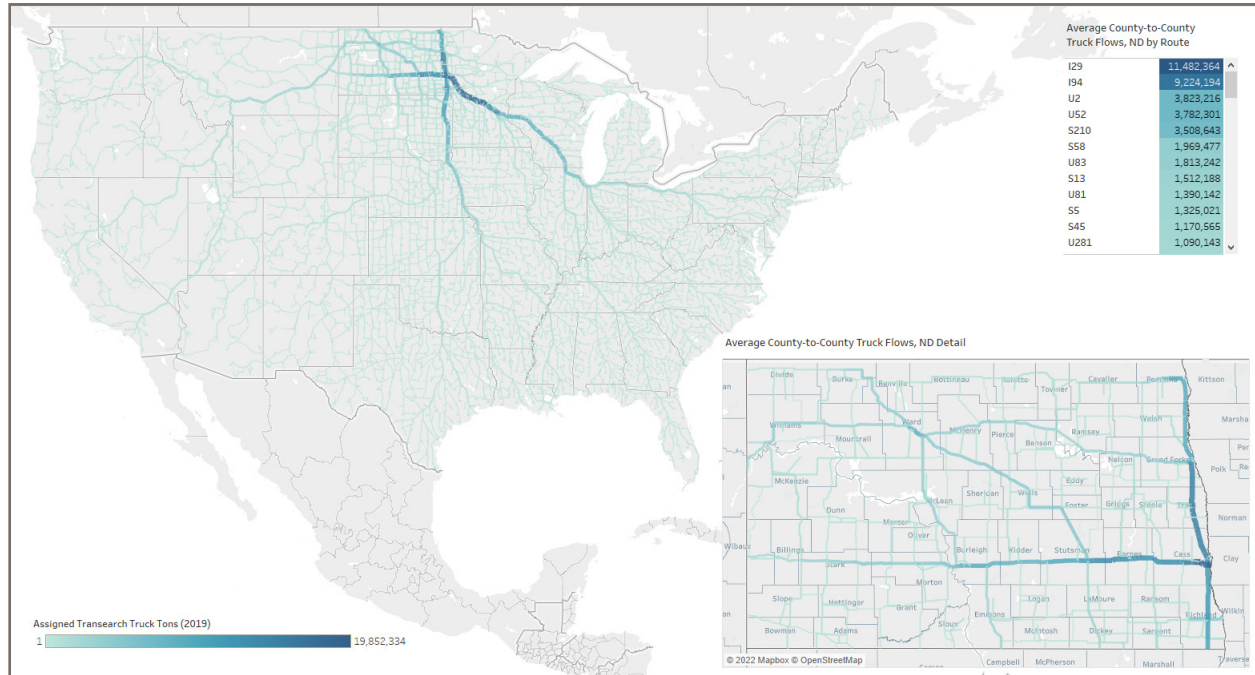 Average County-to-County
Truck Flows, ND by Route
I29 11,482,364
I94 9,224,194
U2 3,823,216
U52 3,782,301
S210 3,508,643
S58 1,969,477
U83 1,813,242
S13 1,512,188
U81 1,390,142
S5 1,325,021
S45 1,170,565
U281 1,090,143
Average County-to-County Truck Flows, ND Detail
Divide Burke Renville Bottineau Rolette Towner Cavalier Pembina Kittson
Williams Mountrail Ward McHenry Pierce Benson Ramsey Walsh Marsha
Nelson Grand Forks Polk
McKenzie Dunn McLean Sheridan Wells Eddy Foster Griggs Steele Traill Norman
Mercer Oliver
Wibaux Billings Stark Morton Burleigh Kidder Stutsman Barnes Cass Clay
Slope Hettinger Grant Logan LaMoure Ransom Richland Wilkin
Bowman Adams Sioux Emmons McIntosh Dickey Sargent
Campbell McPherson Marshall Traverse
© 2022 Mapbox © OpenStreetMap
Assigned Transearch Truck Tons (2019)
1 19,852,334